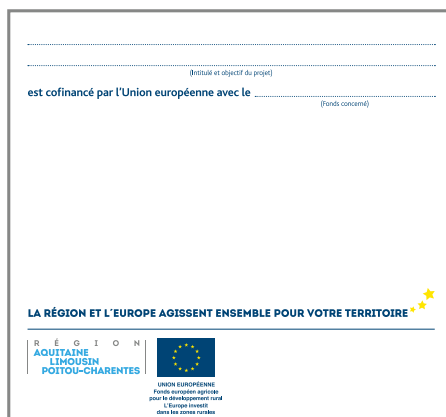 (Intitulé et objectif du projet)
est cofinancé par l'Union européenne avec le
(Fonds concerné)
LA RÉGION ET L'EUROPE AGISSENT ENSEMBLE POUR VOTRE TERRITOIRE
RÉGION
AQUITAINE
LIMOUSIN
POITOU-CHARENTES
UNION EUROPÉENNE
Fonds européen agricole
pour le développement rural
L'Europe investit
dans les zones rurales